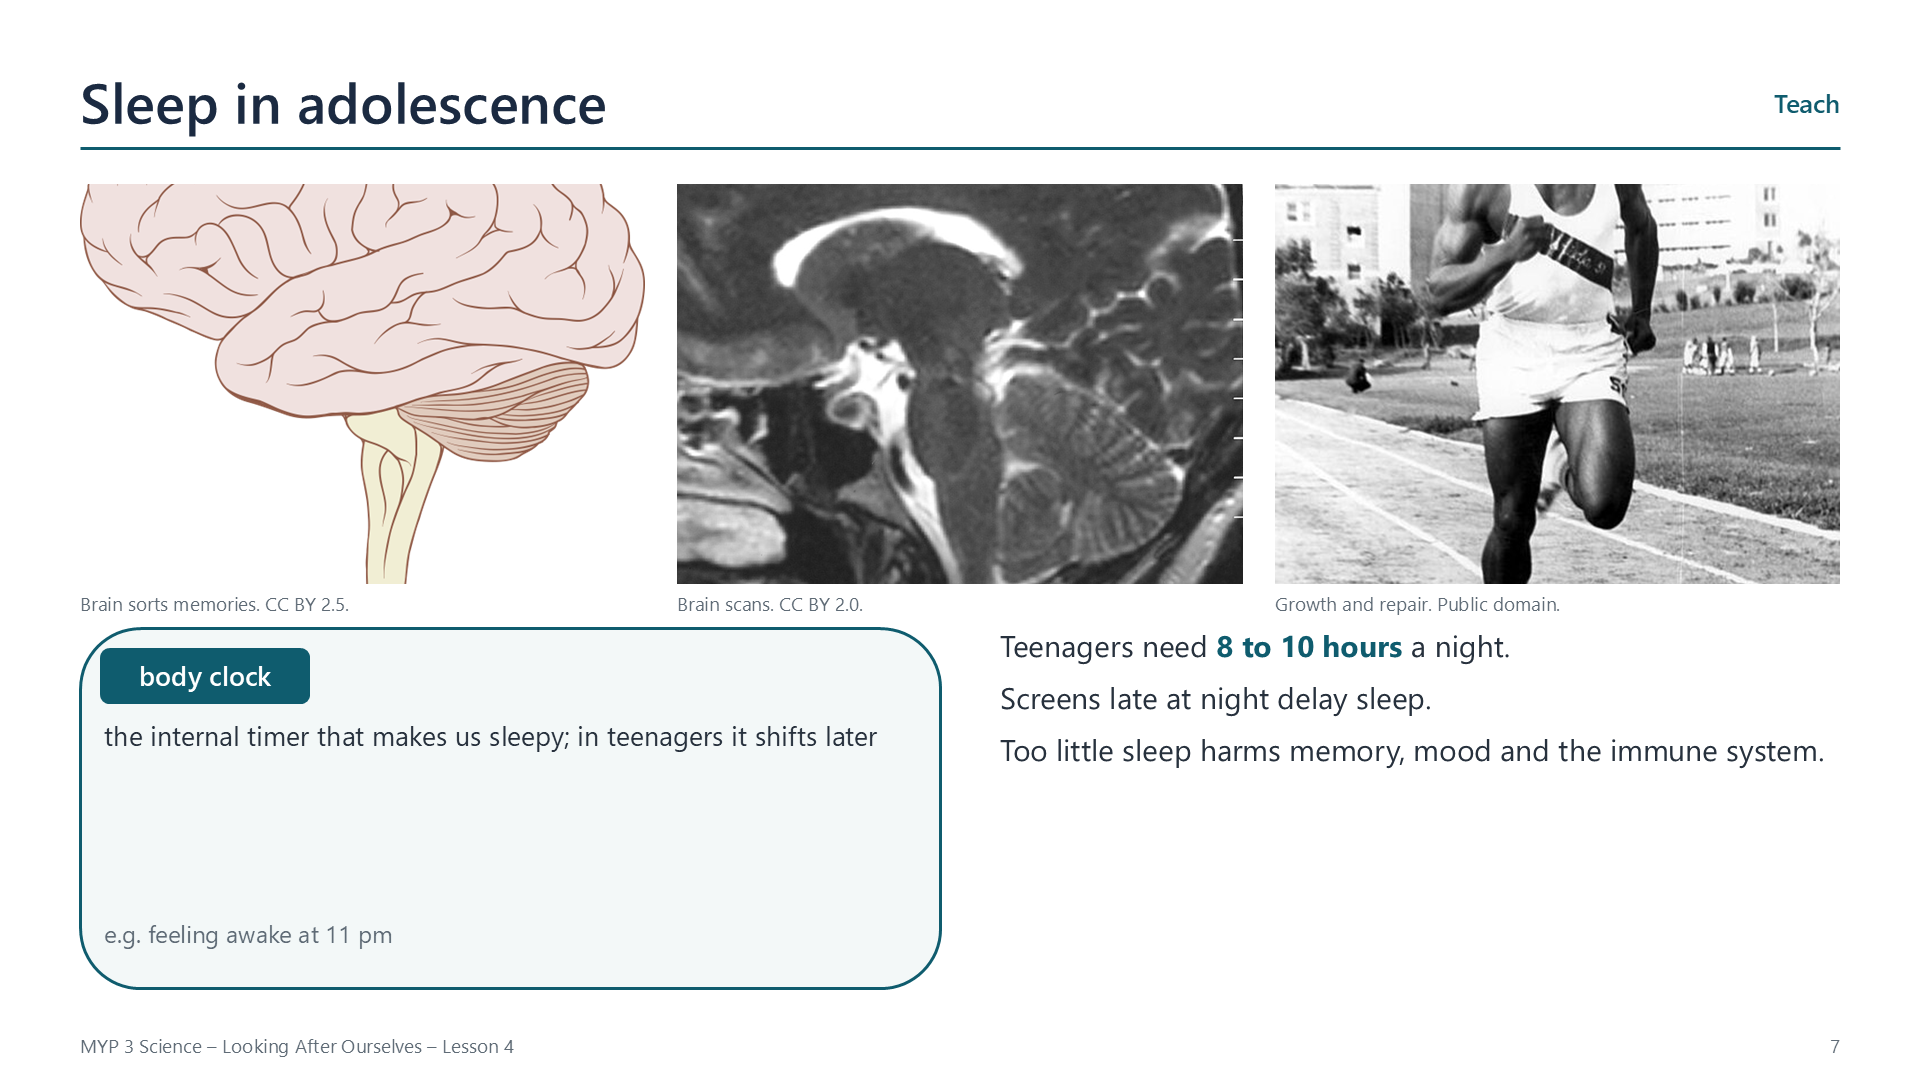 Sleep in adolescence
Teach
Brain sorts memories. CC BY 2.5.
Brain scans. CC BY 2.0.
Growth and repair. Public domain.
body clock
the internal timer that makes us sleepy; in teenagers it shifts later
e.g. feeling awake at 11 pm
Teenagers need 8 to 10 hours a night.
Screens late at night delay sleep.
Too little sleep harms memory, mood and the immune system.
MYP 3 Science – Looking After Ourselves – Lesson 4
7